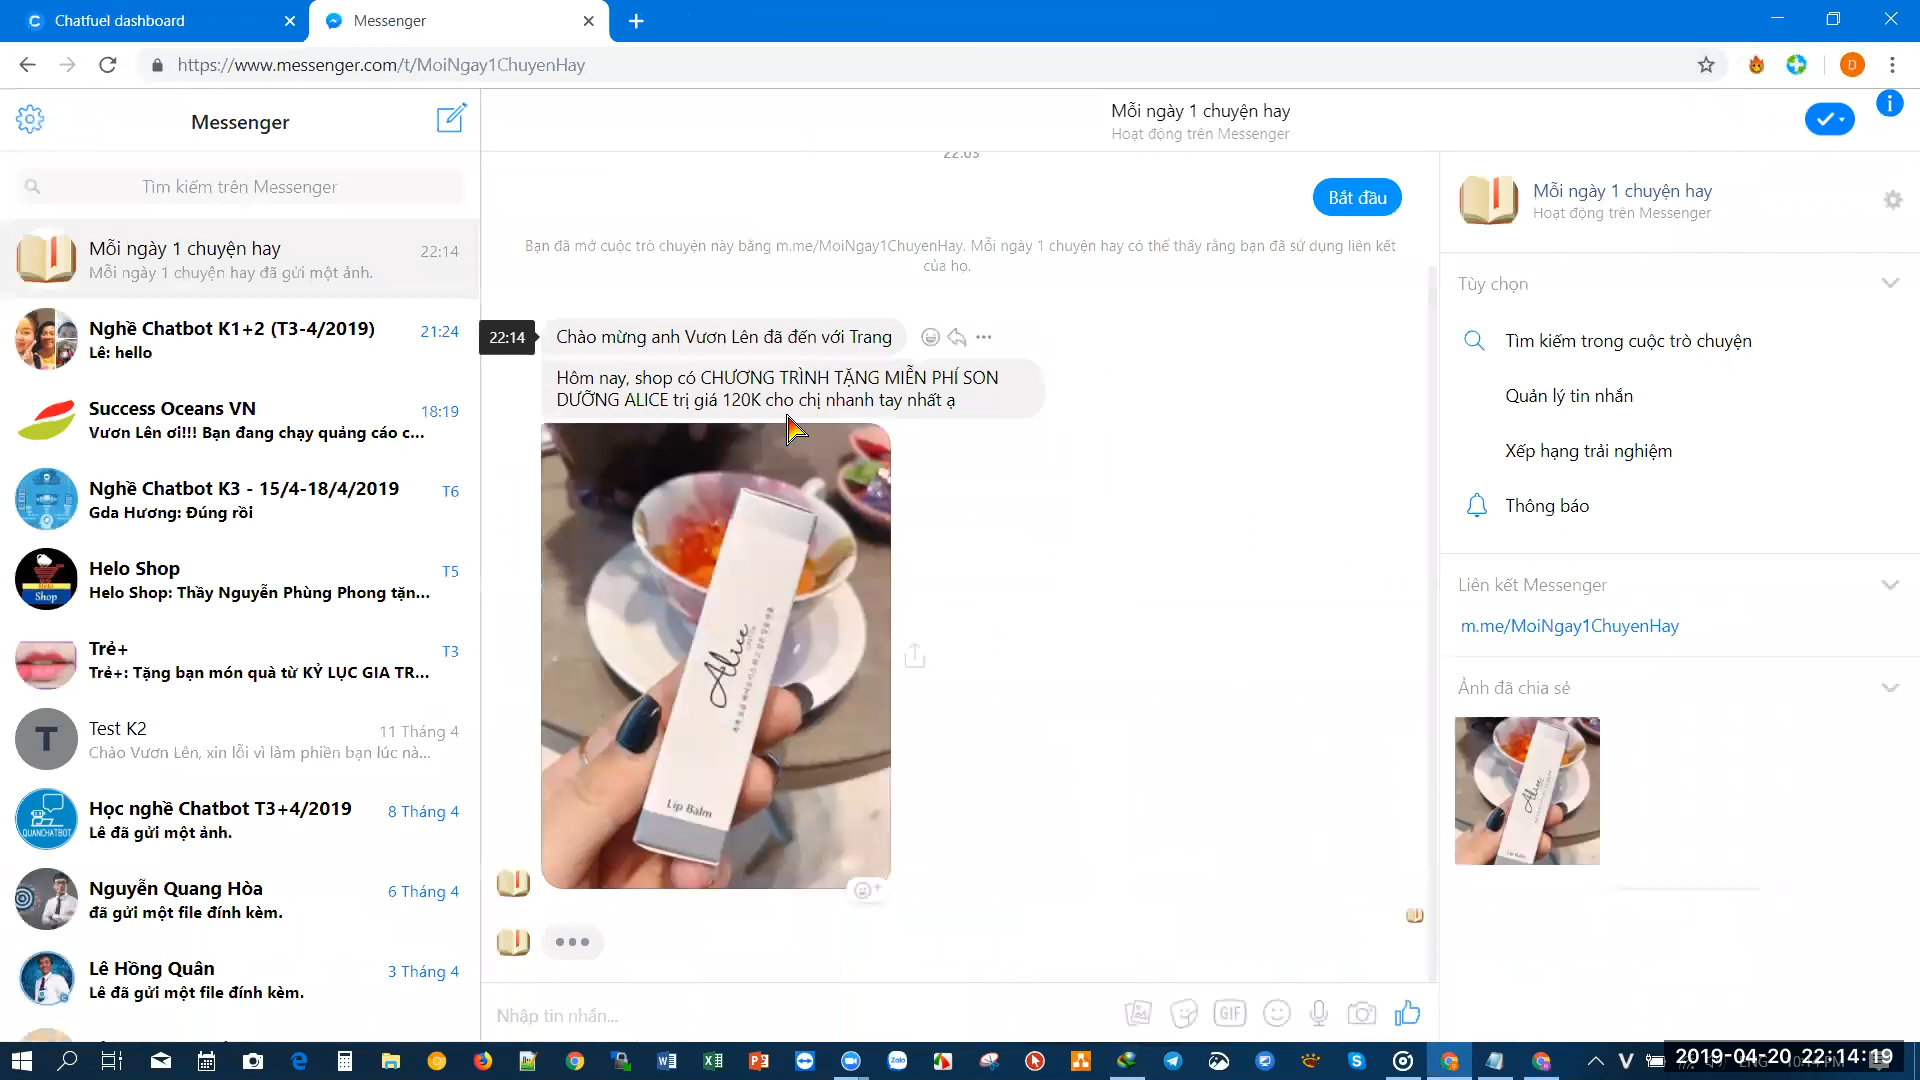 Chatfuel dashboard
Messenger
https://www.messenger.com/t/MoiNgay1ChuyenHay
D
Messenger
Tìm kiếm trên Messenger
Mỗi ngày 1 chuyện hay
22:14
Mỗi ngày 1 chuyện hay đã gửi một ảnh.
Nghề Chatbot K1+2 (T3-4/2019)
21:24
Lê: hello
Success Oceans VN
18:19
Vươn Lên ơi!!! Bạn đang chạy quảng cáo c...
Nghề Chatbot K3 - 15/4-18/4/2019
T6
Gda Hương: Đúng rồi
Helo Shop
T5
Helo Shop: Thầy Nguyễn Phùng Phong tặn...
Shop
Trẻ+
T3
Trẻ+: Tặng bạn món quà từ KỶ LỤC GIA TR...
T
Test K2
11 Tháng 4
Chào Vươn Lên, xin lỗi vì làm phiền bạn lúc nà...
Học nghề Chatbot T3+4/2019
8 Tháng 4
Lê đã gửi một ảnh.
QUANCHATBOT
Nguyễn Quang Hòa
6 Tháng 4
đã gửi một file đính kèm.
Lê Hồng Quân
3 Tháng 4
Lê đã gửi một file đính kèm.
Mỗi ngày 1 chuyện hay
Hoạt động trên Messenger
22:03
Bắt đầu
Bạn đã mở cuộc trò chuyện này bằng m.me/MoiNgay1ChuyenHay. Mỗi ngày 1 chuyện hay có thể thấy rằng bạn đã sử dụng liên kết
của họ.
22:14
Chào mừng anh Vươn Lên đã đến với Trang
Hôm nay, shop có CHƯƠNG TRÌNH TẶNG MIỄN PHÍ SON
DƯỠNG ALICE trị giá 120K cho chị nhanh tay nhất ạ
Alice
Lip Balm
Nhập tin nhắn...
GIF
Mỗi ngày 1 chuyện hay
Hoạt động trên Messenger
Tùy chọn
Tìm kiếm trong cuộc trò chuyện
Quản lý tin nhắn
Xếp hạng trải nghiệm
Thông báo
Liên kết Messenger
m.me/MoiNgay1ChuyenHay
Ảnh đã chia sẻ
Alice
Zalo
2019-04-20 22:14:19